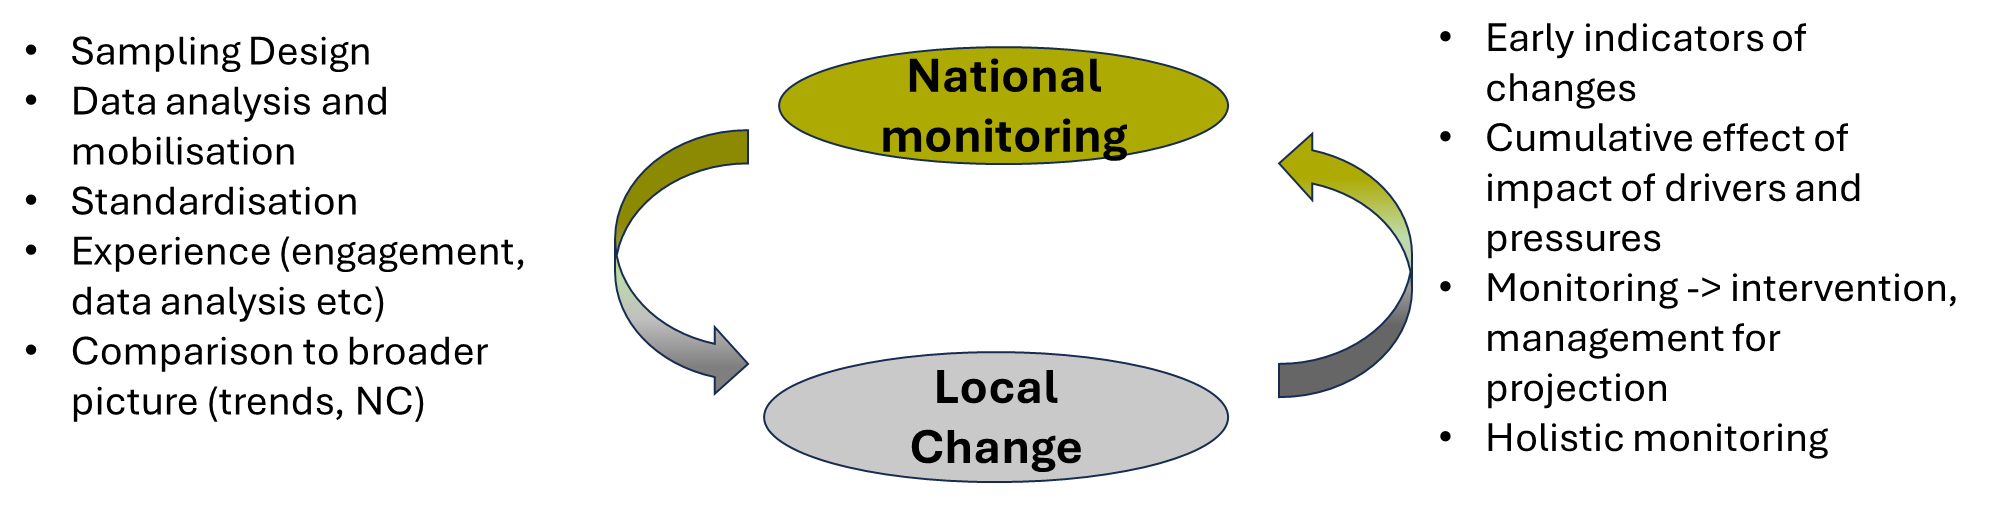 • Sampling Design
• Data analysis and
mobilisation
• Standardisation
• Experience (engagement,
data analysis etc)
• Comparison to broader
picture (trends, NC)
National
monitoring
Local
Change
• Early indicators of
changes
• Cumulative effect of
impact of drivers and
pressures
• Monitoring -> intervention,
management for
projection
• Holistic monitoring